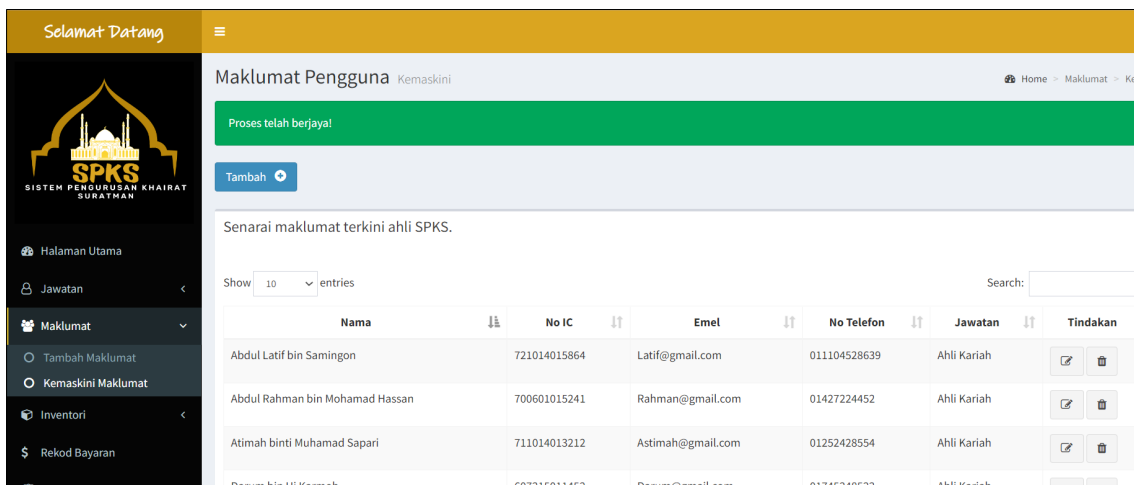 Selamat Datang
Maklumat Pengguna Kemaskini
Home > Maklumat >
Proses telah berjaya!
Tambah
SPKS
SISTEM PENGURUSAN KHAIRAT
SURATMAN
Senarai maklumat terkini ahli SPKS.
Halaman Utama
Jawatan
Maklumat
Tambah Maklumat
Kemaskini Maklumat
Inventori
$ Rekod Bayaran
Show 10 entries
Search:
Nama No IC Emel No Telefon Jawatan Tindakan
Abdul Latif bin Samingon 721014015864 Latif@gmail.com 011104528639 Ahli Kariah
Abdul Rahman bin Mohamad Hassan 700601015241 Rahman@gmail.com 01427224452 Ahli Kariah
Atimah binti Muhamad Sapari 711014013212 Astimah@gmail.com 01252428554 Ahli Kariah